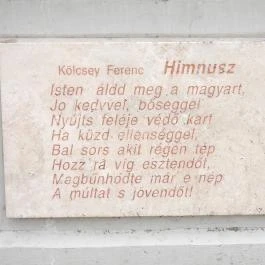 Kölcsey Ferenc Himnusz
Isten áldd meg a magyart,
Jo kedvvel, bőséggel
Nyújts feléje védő kart
Ha küzd ellenséggel,
Bal sors akit régen tép
Hozz rá víg esztendőt,
Megbűnhődte már e nép
A múltat s jövendőt!